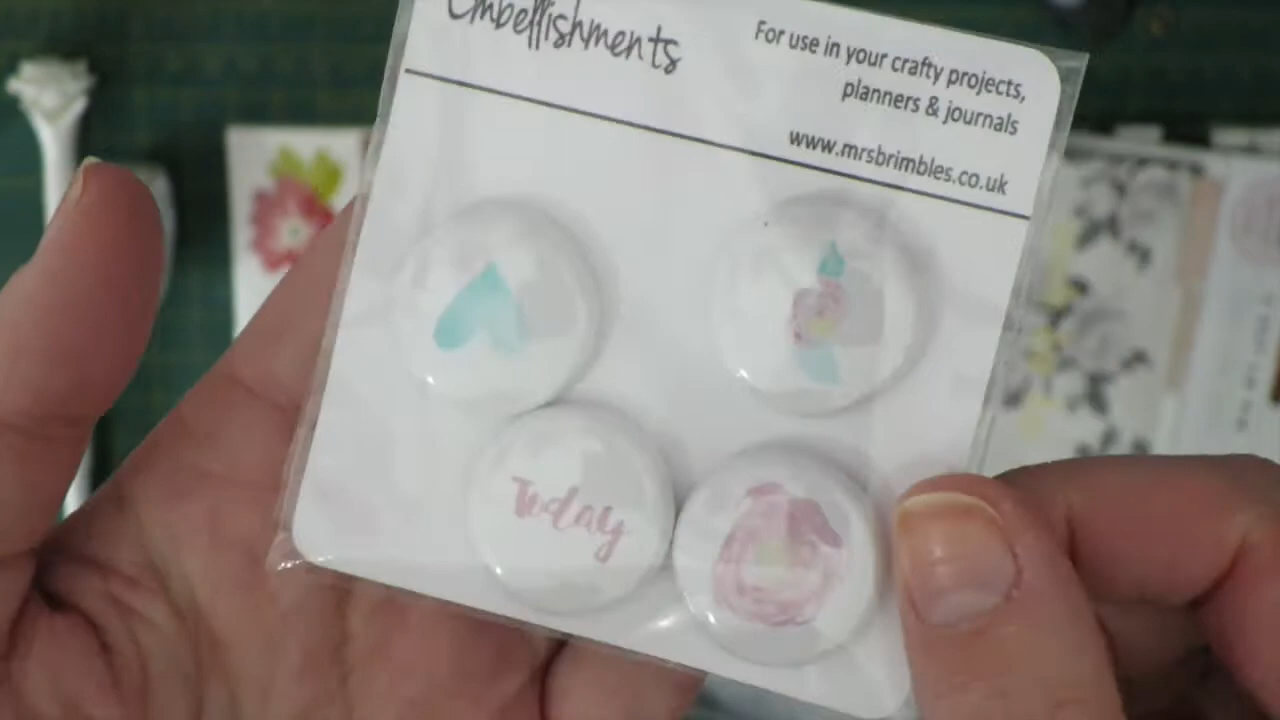 Embellishments
For use in your crafty projects,
planners & journals
www.mrsbrimbles.co.uk
Today